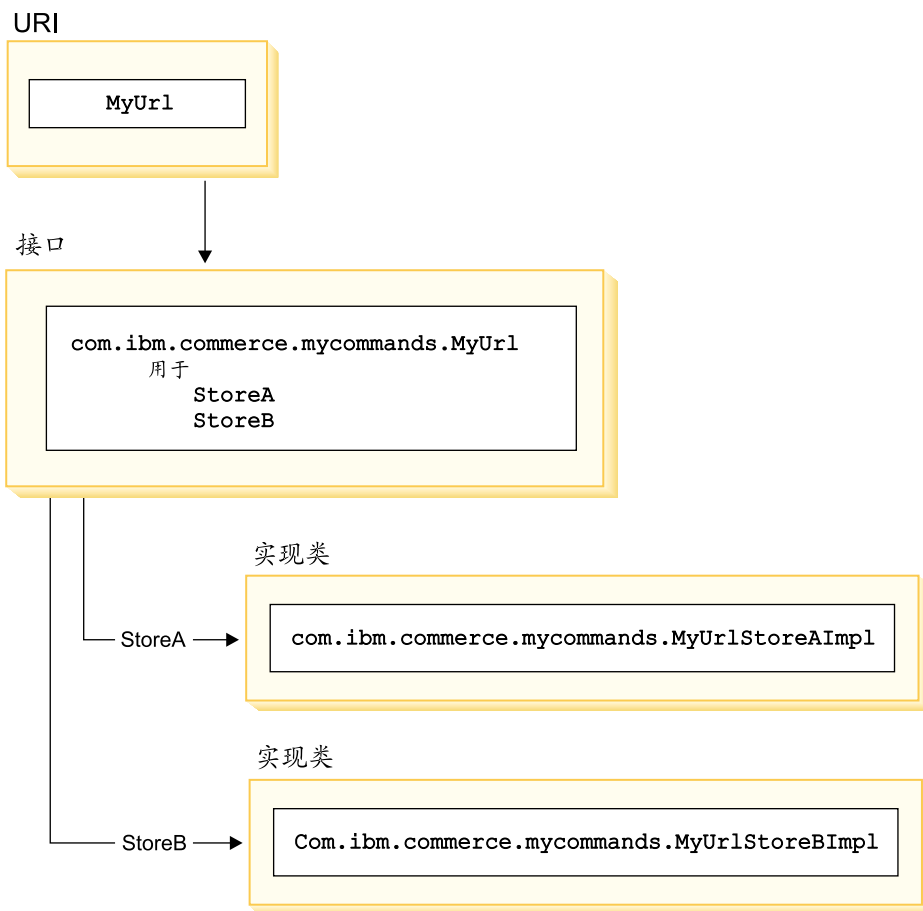 URI
MyUrl
接口
com.ibm.commerce.mycommands.MyUrl
用于
StoreA
StoreB
实现类
StoreA
com.ibm.commerce.mycommands.MyUrlStoreAImpl
实现类
StoreB
Com.ibm.commerce.mycommands.MyUrlStoreBImpl